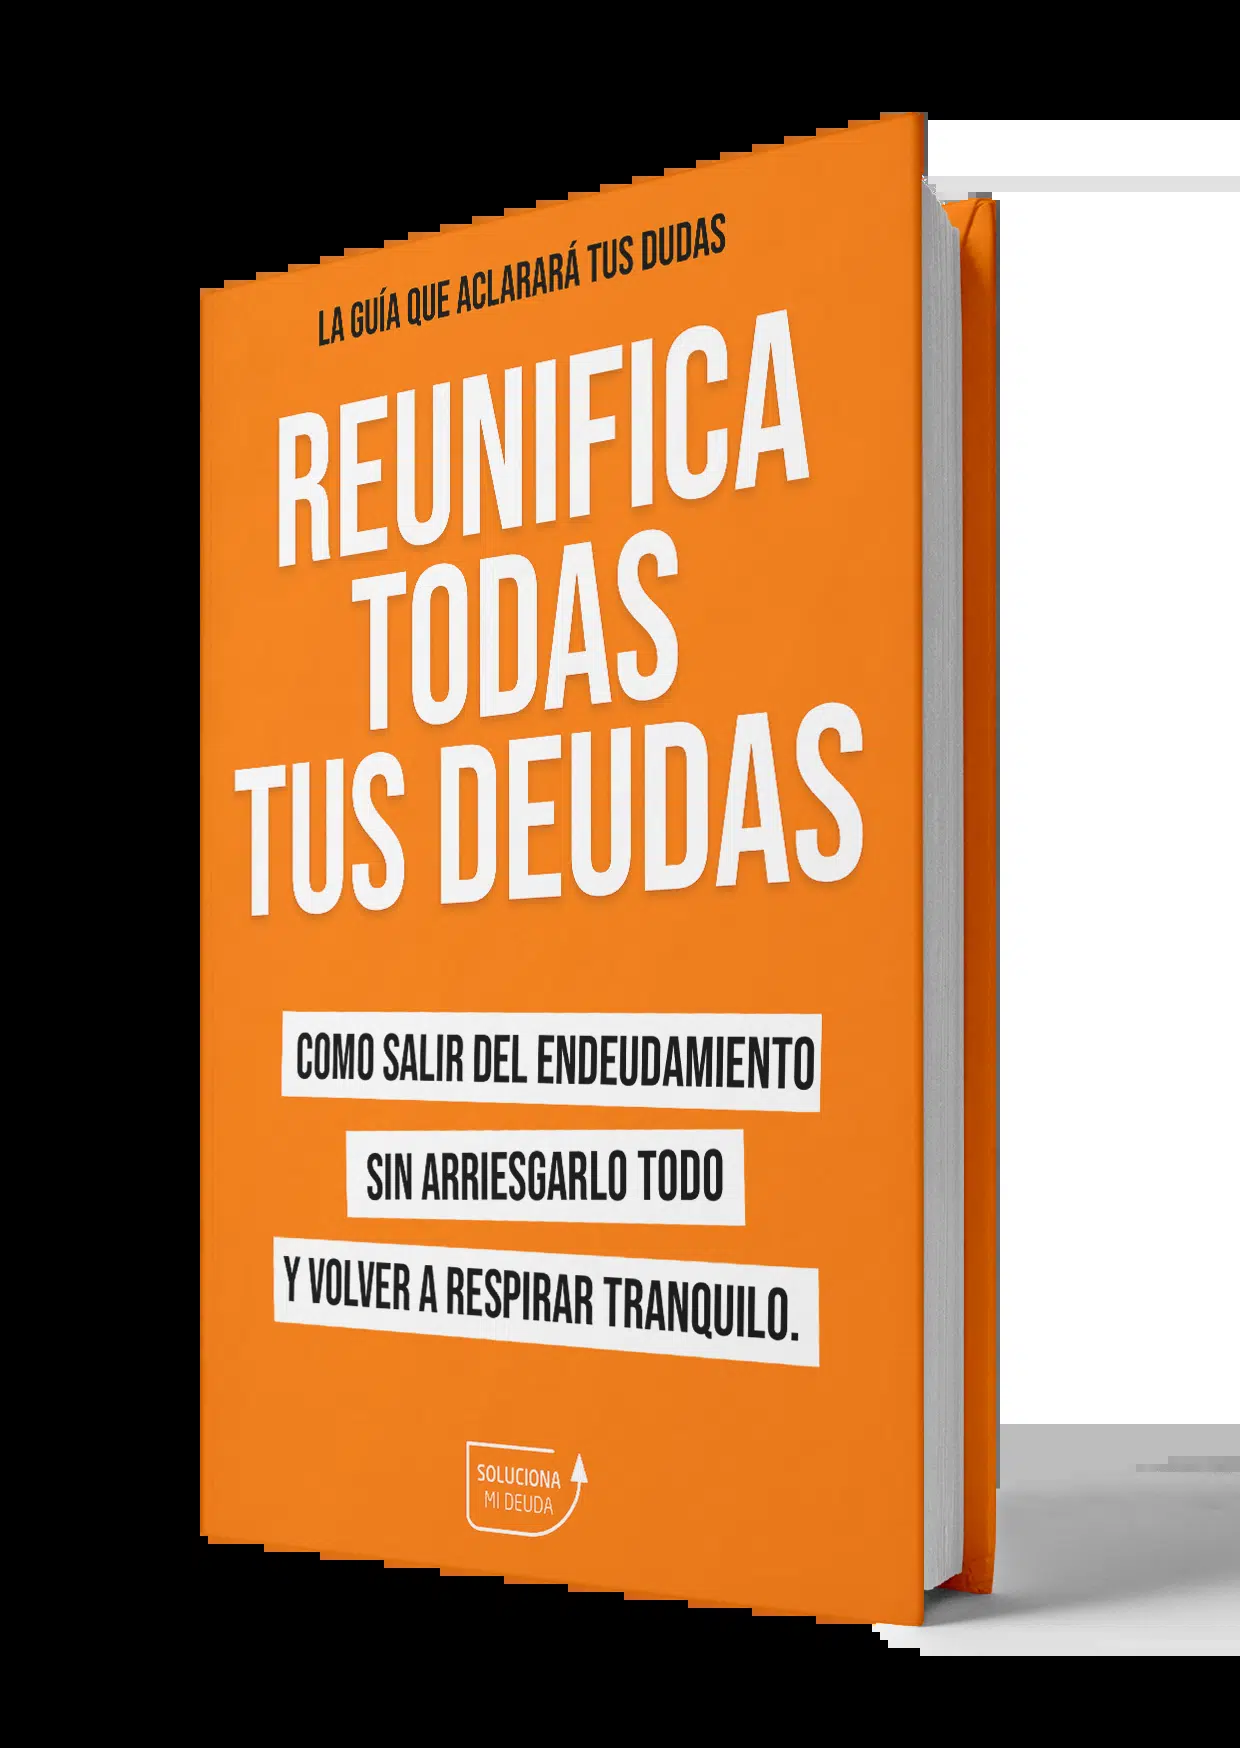 LA GUÍA QUE ACLARARÁ TUS DUDAS
REUNIFICA
TODAS
TUS DEUDAS
COMO SALIR DEL ENDEUDAMIENTO
SIN ARRIESGARLO TODO
Y VOLVER A RESPIRAR TRANQUILO.
SOLUCIONA
MI DEUDA